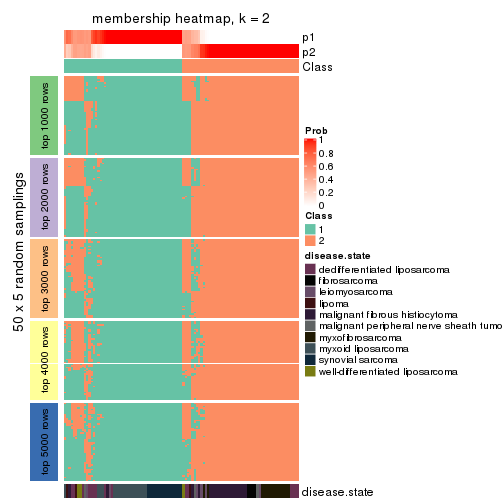 membership heatmap, k = 2
p1
p2
Class
50 x 5 random samplings
top 1000 rows
top 2000 rows
top 3000 rows
top 4000 rows
top 5000 rows
disease.state
Prob
1
0.8
0.6
0.4
0.2
0
Class
1
2
disease.state
dedifferentiated liposarcoma
fibrosarcoma
leiomyosarcoma
lipoma
malignant fibrous histiocytoma
malignant peripheral nerve sheath tumo
myxofibrosarcoma
myxoid liposarcoma
synovial sarcoma
well-differentiated liposarcoma